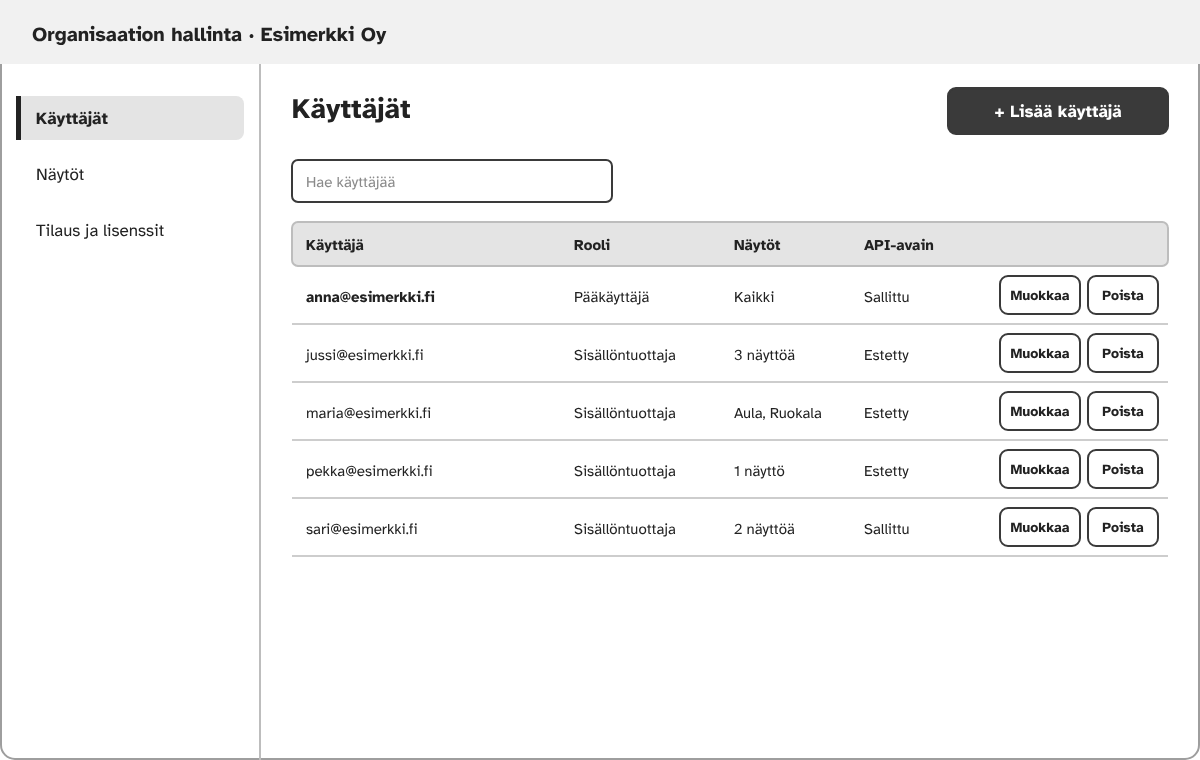 Organisaation hallinta · Esimerkki Oy
Käyttäjät
Näytöt
Tilaus ja lisenssit
Käyttäjät
+ Lisää käyttäjä
Hae käyttäjää
Käyttäjä Rooli Näytöt API-avain
anna@esimerkki.fi Pääkäyttäjä Kaikki Sallittu Muokkaa Poista
jussi@esimerkki.fi Sisällöntuottaja 3 näyttöä Estetty Muokkaa Poista
maria@esimerkki.fi Sisällöntuottaja Aula, Ruokala Estetty Muokkaa Poista
pekka@esimerkki.fi Sisällöntuottaja 1 näyttö Estetty Muokkaa Poista
sari@esimerkki.fi Sisällöntuottaja 2 näyttöä Sallittu Muokkaa Poista